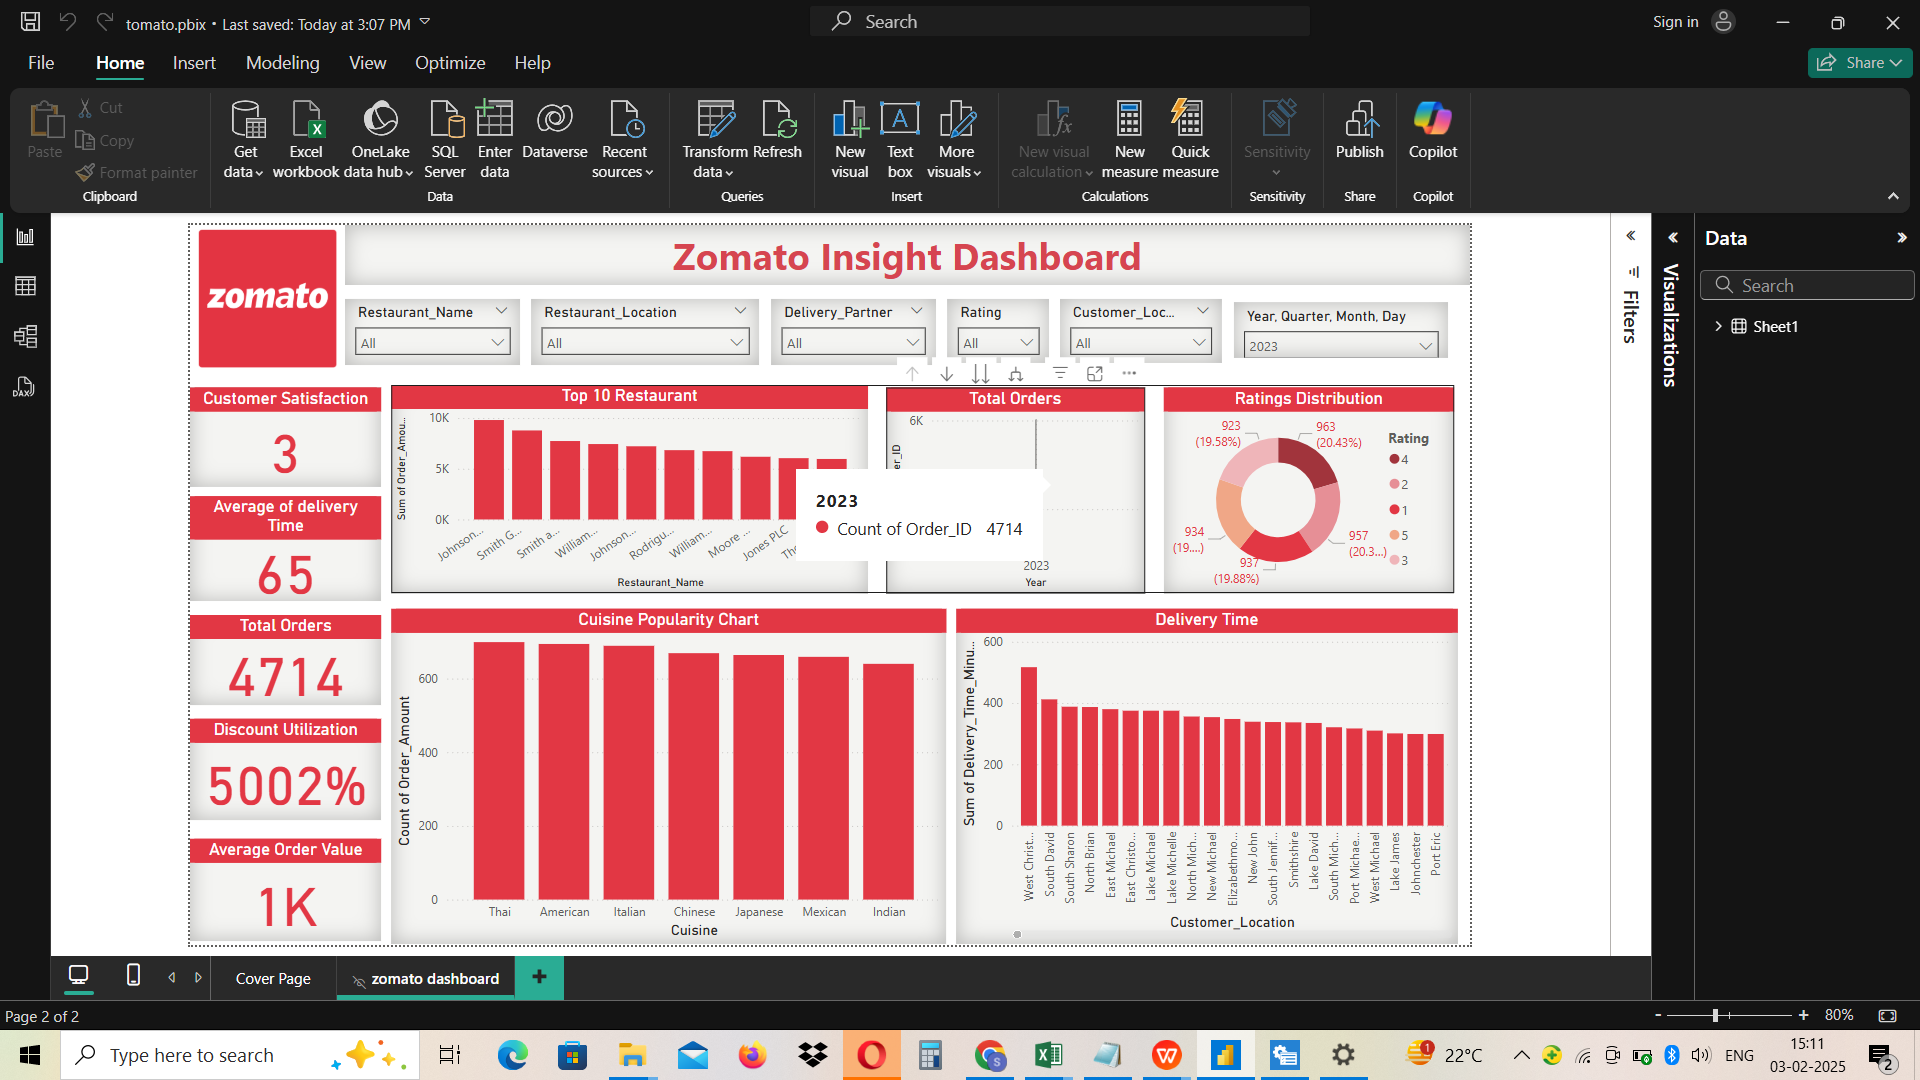 tomato.pbix • Last saved: Today at 3:07 PM
Search
Sign in
File
Home
Insert
Modeling
View
Optimize
Help
Share
Paste
Cut
Copy
Format painter
Clipboard
Get data
Excel workbook
OneLake data hub
SQL Server
Enter data
Dataverse
Recent sources
Data
Transform data
Refresh
Queries
New visual
Text box
More visuals
Insert
New visual calculation
New measure
Quick measure
Calculations
Sensitivity
Sensitivity
Publish
Share
Copilot
Copilot
DAX
zomato
Zomato Insight Dashboard
Restaurant_Name
All
Restaurant_Location
All
Delivery_Partner
All
Rating
All
Customer_Loc...
All
Year, Quarter, Month, Day
2023
Customer Satisfaction
3
Average of delivery
Time
65
Total Orders
4714
Discount Utilization
5002%
Average Order Value
1K
Top 10 Restaurant
Sum of Order_Amou...
10K
5K
0K
Johnson...
Smith G...
Smith a...
William...
Johnson...
Rodrigu...
William...
Moore ...
Jones PLC
Restaurant_Name
Total Orders
6K
er_ID
2023
Count of Order_ID 4714
2023
Year
Ratings Distribution
923
(19.58%)
963
(20.43%)
934
(19....)
957
(20.3...)
937
(19.88%)
Rating
4
2
1
5
3
Cuisine Popularity Chart
Count of Order_Amount
600
400
200
0
Thai
American
Italian
Chinese
Japanese
Mexican
Indian
Cuisine
Delivery Time
Sum of Delivery_Time_Minu...
600
400
200
0
West Christ...
South David
South Sharon
North Brian
East Michael
East Christo...
Lake Michael
Lake Michelle
North Mich...
New Michael
Elizabethmo...
New John
South Jennif...
Smithshire
Lake David
South Mich...
Port Michae...
West Michael
Lake James
Johnchester
Port Eric
Customer_Location
Filters
Visualizations
Data
Search
Sheet1
Cover Page
zomato dashboard
Page 2 of 2
80%
Type here to search
1
22°C
ENG
15:11
03-02-2025
2